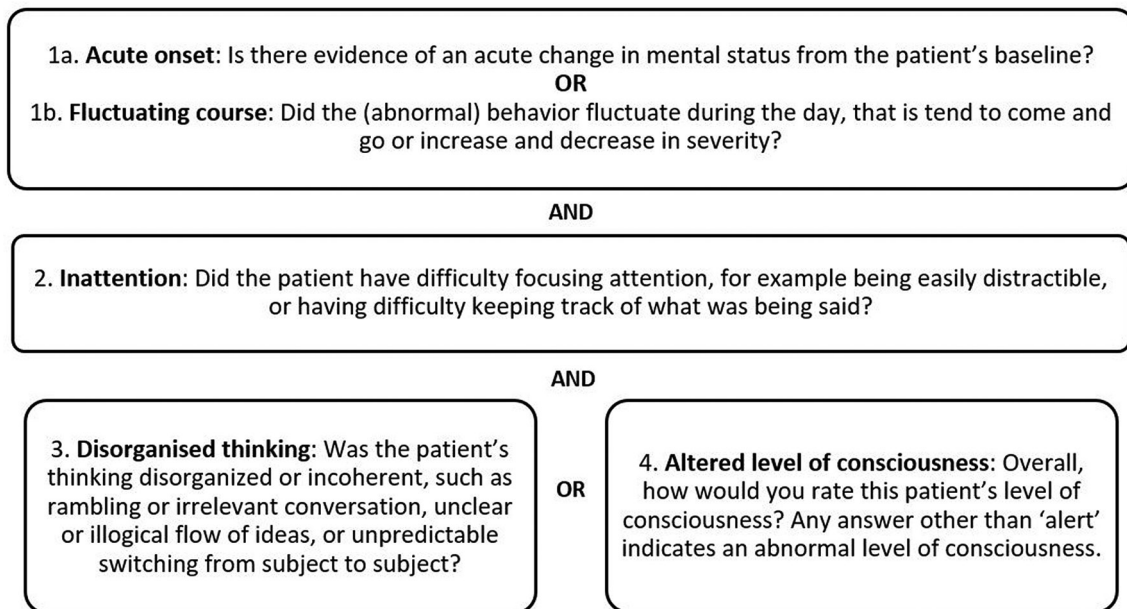 1a. Acute onset: Is there evidence of an acute change in mental status from the patient’s baseline?
OR
1b. Fluctuating course: Did the (abnormal) behavior fluctuate during the day, that is tend to come and
go or increase and decrease in severity?
AND
2. Inattention: Did the patient have difficulty focusing attention, for example being easily distractible,
or having difficulty keeping track of what was being said?
AND
3. Disorganised thinking: Was the patient’s
thinking disorganized or incoherent, such as
rambling or irrelevant conversation, unclear
or illogical flow of ideas, or unpredictable
switching from subject to subject?
OR
4. Altered level of consciousness: Overall,
how would you rate this patient’s level of
consciousness? Any answer other than ‘alert’
indicates an abnormal level of consciousness.